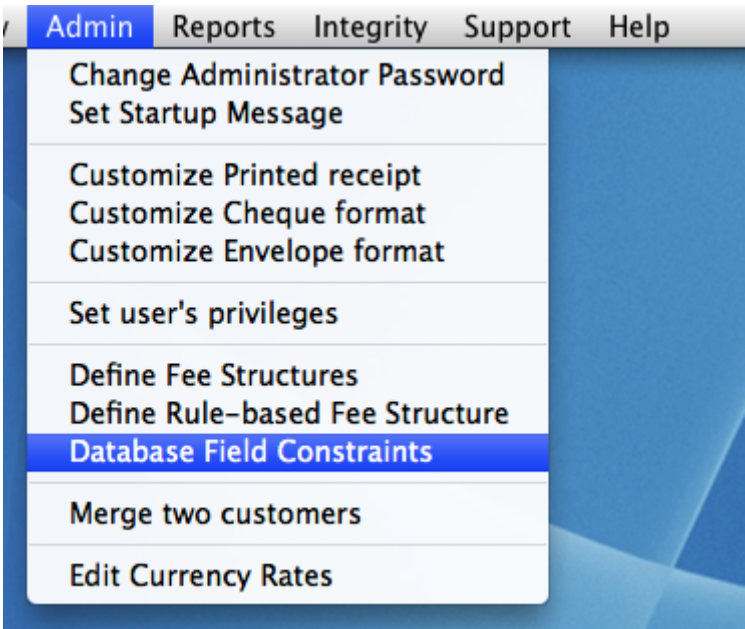 Admin Reports Integrity Support Help
Change Administrator Password
Set Startup Message
Customize Printed receipt
Customize Cheque format
Customize Envelope format
Set user's privileges
Define Fee Structures
Define Rule-based Fee Structure
Database Field Constraints
Merge two customers
Edit Currency Rates